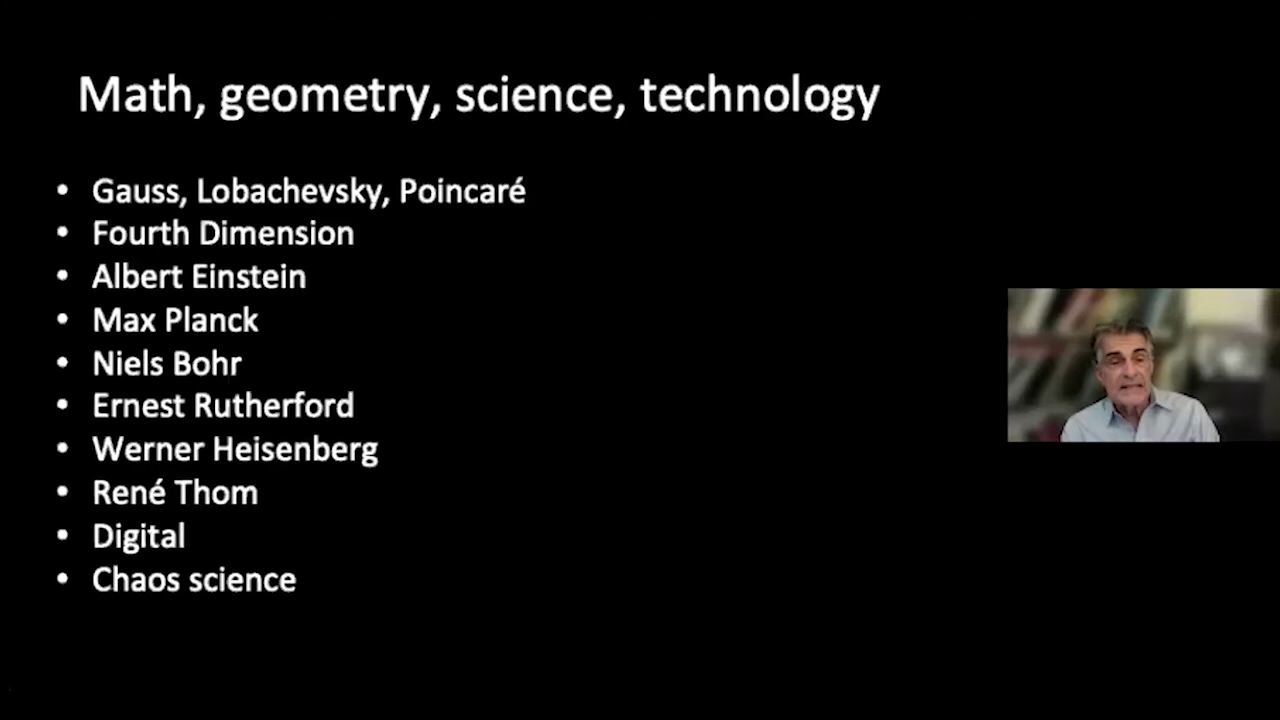 Math, geometry, science, technology
• Gauss, Lobachevsky, Poincaré
• Fourth Dimension
• Albert Einstein
• Max Planck
• Niels Bohr
• Ernest Rutherford
• Werner Heisenberg
• René Thom
• Digital
• Chaos science